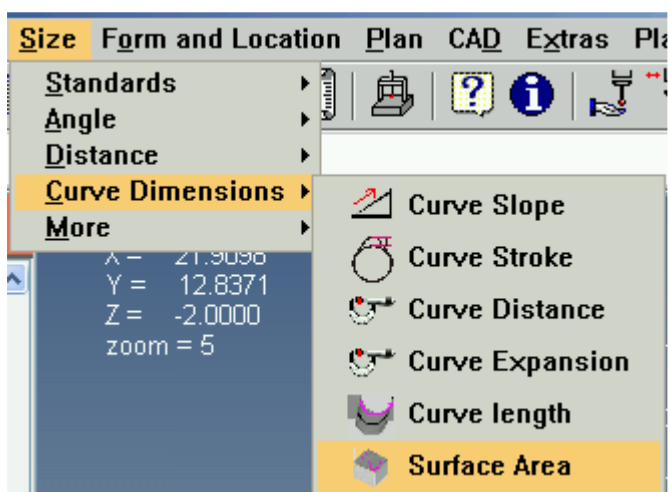 Size Form and Location Plan CAD Extras Pla
Standards
Angle
Distance
Curve Dimensions
More
X = 21.9098
Y = 12.8371
Z = -2.0000
zoom = 5
Curve Slope
Curve Stroke
Curve Distance
Curve Expansion
Curve length
Surface Area